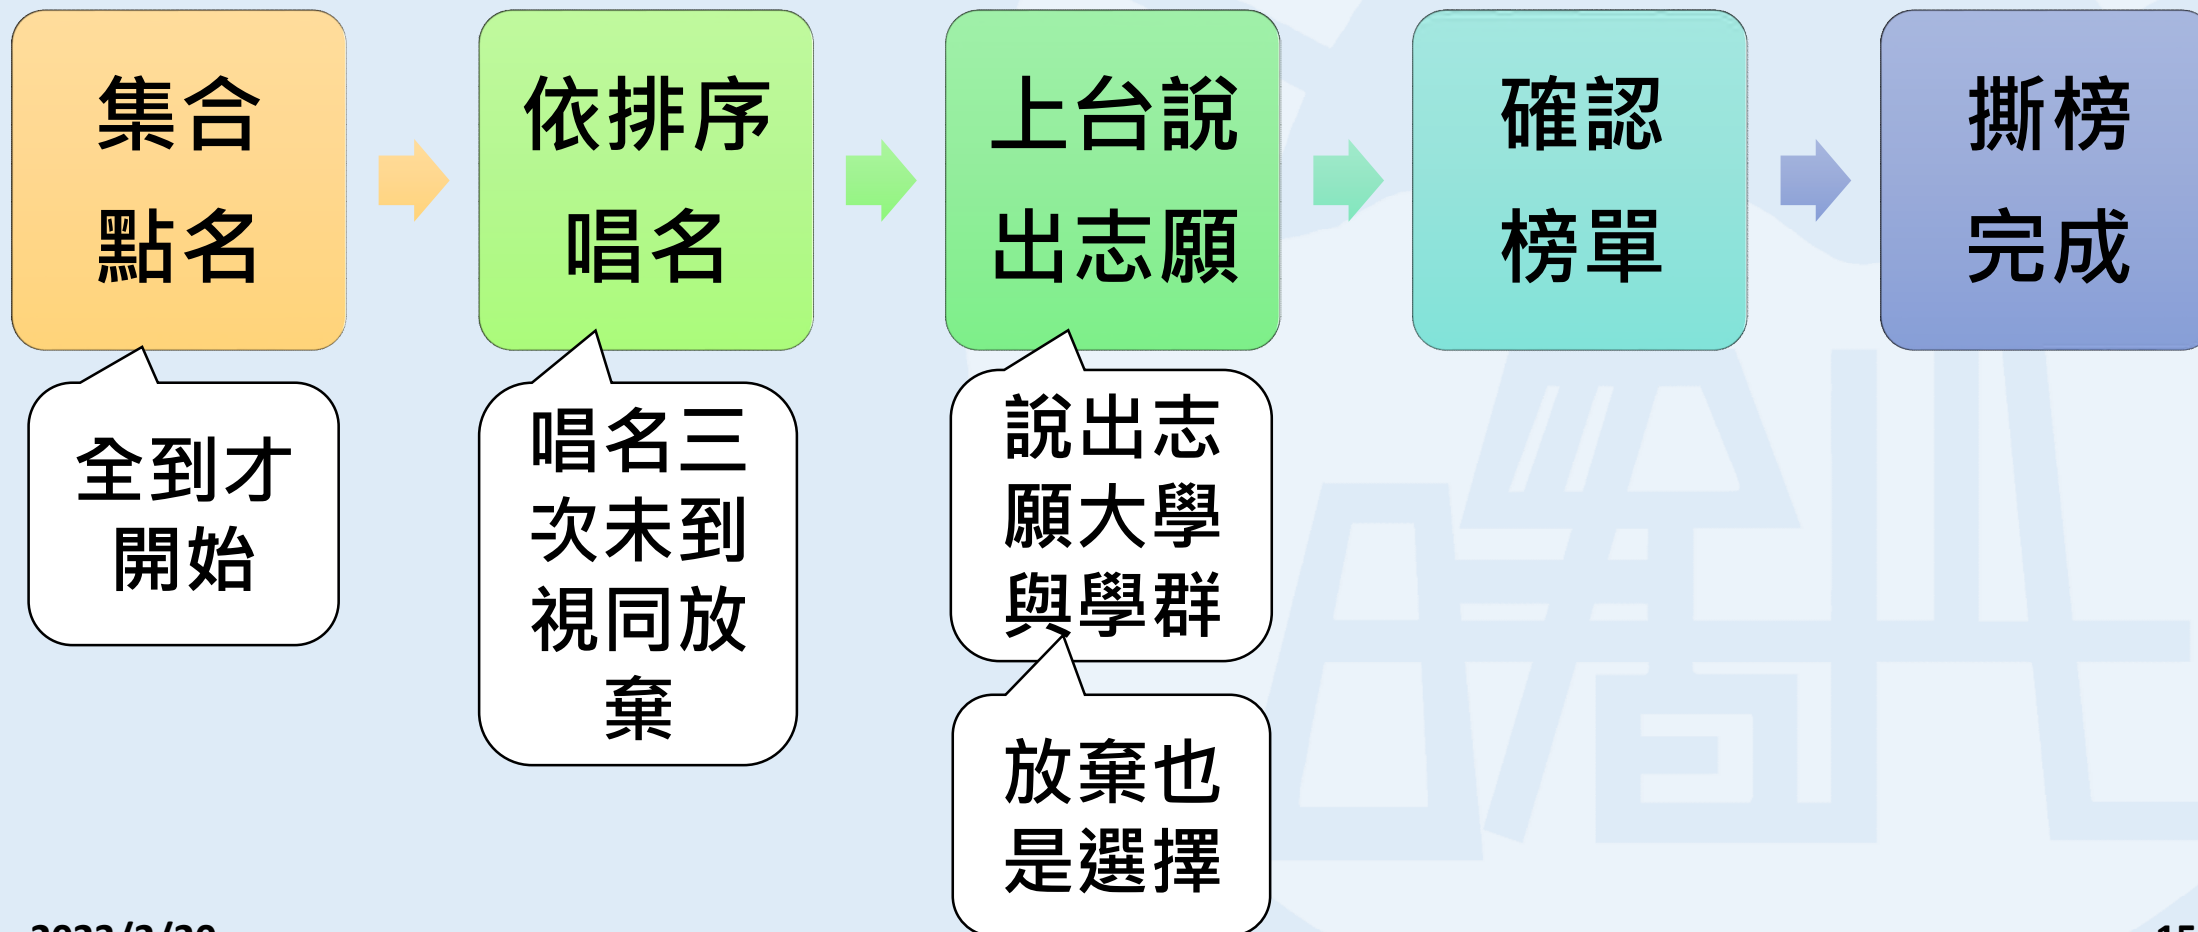 集合
點名
依排序
唱名
上台說
出志願
確認
榜單
撕榜
完成
全到才
開始
唱名三
次未到
視同放
棄
說出志
願大學
與學群
放棄也
是選擇